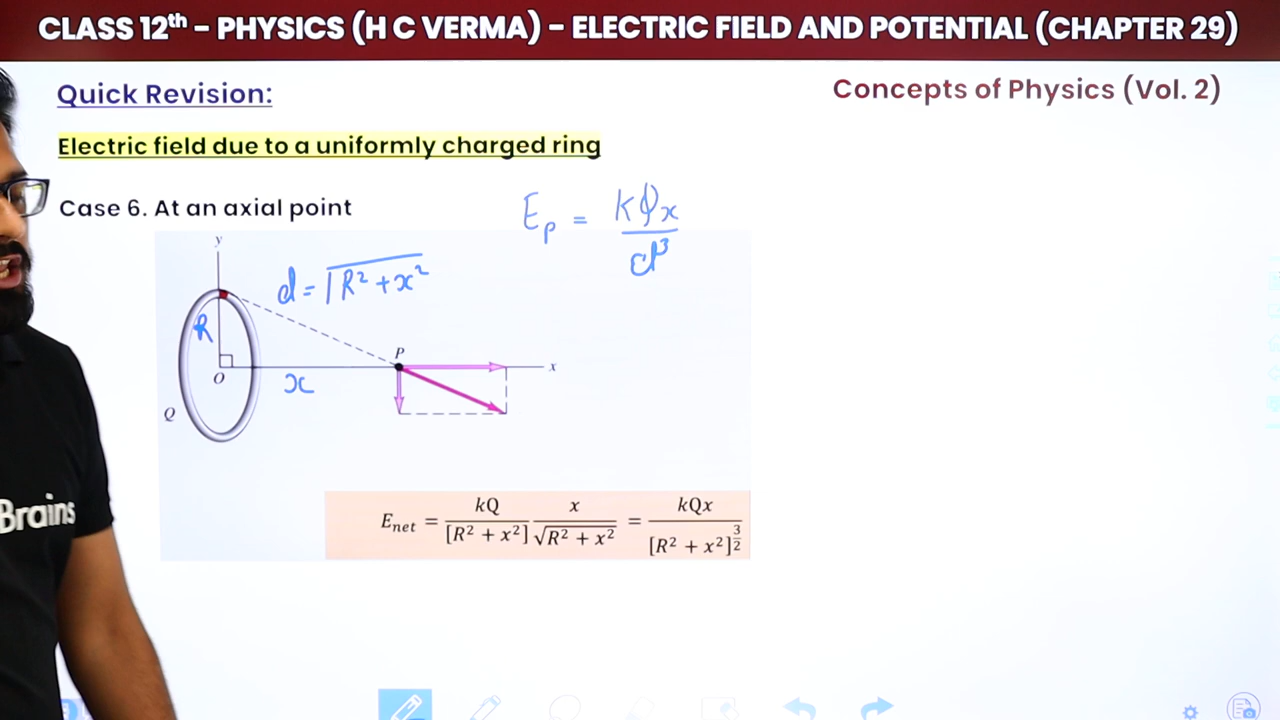 CLASS 12th – PHYSICS (H C VERMA) – ELECTRIC FIELD AND POTENTIAL (CHAPTER 29)
Quick Revision:
Concepts of Physics (Vol. 2)
Electric field due to a uniformly charged ring
Case 6. At an axial point
E_p = kQx / d³
y
d = √(R² + x²)
R
P
x
O
x
Q
Brains
E_net = kQ / [R² + x²] x / √(R² + x²) = kQx / [R² + x²]^(3/2)